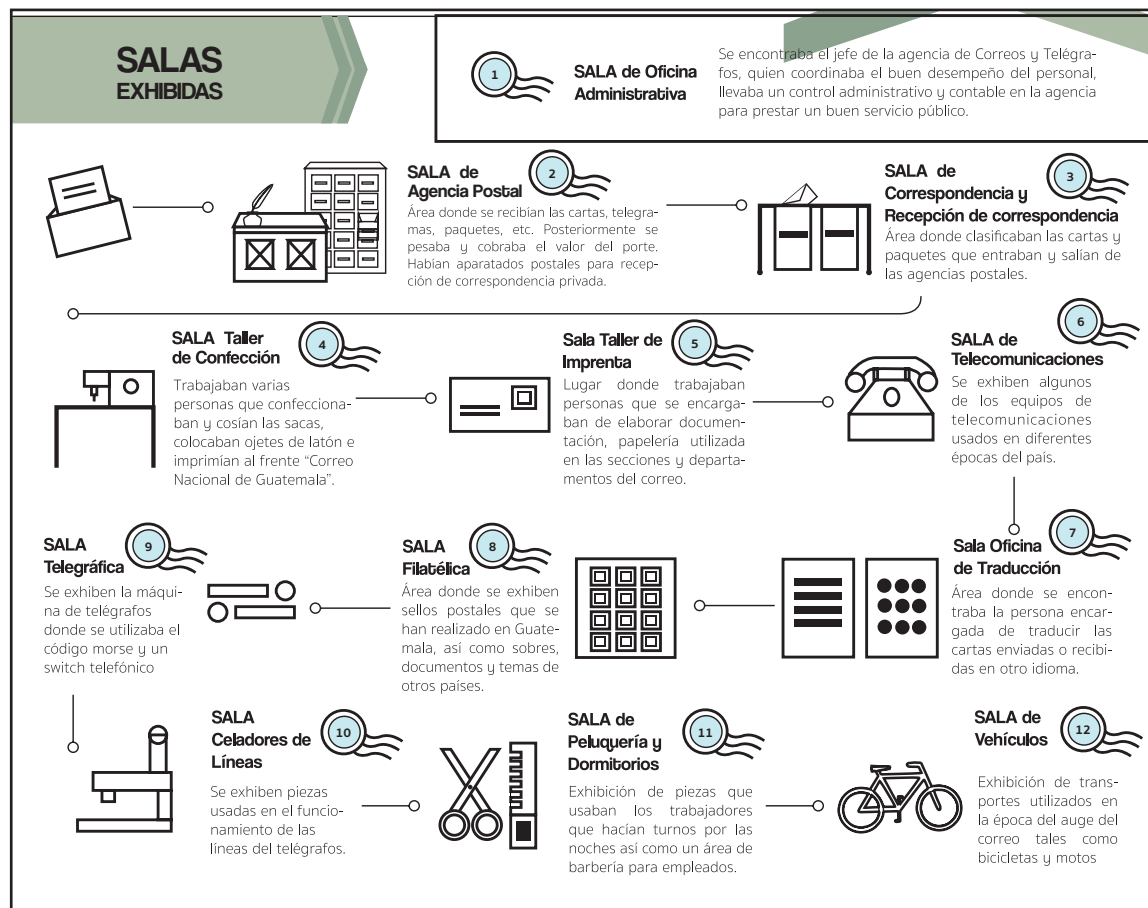 SALAS
EXHIBIDAS
1
SALA de Oficina
Administrativa
Se encontraba el jefe de la agencia de Correos y Telégra-
fos, quien coordinaba el buen desempeño del personal,
llevaba un control administrativo y contable en la agencia
para prestar un buen servicio público.
SALA de
Agencia Postal
2
Área donde se recibían las cartas, telegra-
mas, paquetes, etc. Posteriormente se
pesaba y cobraba el valor del porte.
Habían aparatados postales para recep-
ción de correspondencia privada.
SALA de
Correspondencia y
Recepción de correspondencia
3
Área donde clasificaban las cartas y
paquetes que entraban y salían de
las agencias postales.
SALA Taller
de Confección
4
Trabajaban varias
personas que confecciona-
ban y cosían las sacas,
colocaban ojetes de latón e
imprimían al frente “Correo
Nacional de Guatemala”.
Sala Taller de
Imprenta
5
Lugar donde trabajaban
personas que se encarga-
ban de elaborar documen-
tación, papelería utilizada
en las secciones y departa-
mentos del correo.
6
SALA de
Telecomunicaciones
Se exhiben algunos
de los equipos de
telecomunicaciones
usados en diferentes
épocas del país.
7
Sala Oficina
de Traducción
Área donde se encon-
traba la persona encar-
gada de traducir las
cartas enviadas o recibi-
das en otro idioma.
SALA
Filatélica
8
Área donde se exhiben
sellos postales que se
han realizado en Guate-
mala, así como sobres,
documentos y temas de
otros países.
SALA
Telegráfica
9
Se exhiben la máqui-
na de telégrafos
donde se utilizaba el
código morse y un
switch telefónico
SALA
Celadores de
Líneas
10
Se exhiben piezas
usadas en el funcio-
namiento de las
líneas del telégrafos.
SALA de
Peluquería y
Dormitorios
11
Exhibición de piezas que
usaban los trabajadores
que hacían turnos por las
noches así como un área de
barbería para empleados.
SALA de
Vehículos
12
Exhibición de trans-
portes utilizados en
la época del auge del
correo tales como
bicicletas y motos